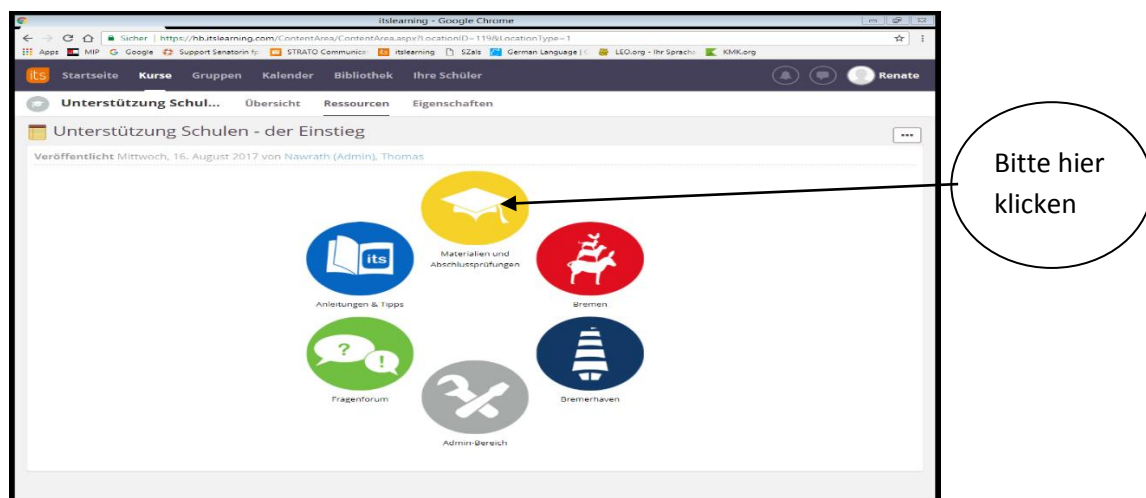 itslearning - Google Chrome
Sicher | https://hb.itslearning.com/ContentArea/ContentArea.aspx?LocationID=119&LocationType=1
Apps MIP G Google Support Senatorin STRATO Communica itslearning SZals German Language | LEO.org - Ihr Sprach KMK.org
its Startseite Kurse Gruppen Kalender Bibliothek Ihre Schüler Renate
Unterstützung Schul... Übersicht Ressourcen Eigenschaften
Unterstützung Schulen - der Einstieg
...
Veröffentlicht Mittwoch, 16. August 2017 von Nawrath (Admin), Thomas
Bitte hier
klicken
Materialien und
Abschlussprüfungen
its
Anleitungen & Tipps
Bremen
? !
Fragenforum
Bremerhaven
Admin-Bereich